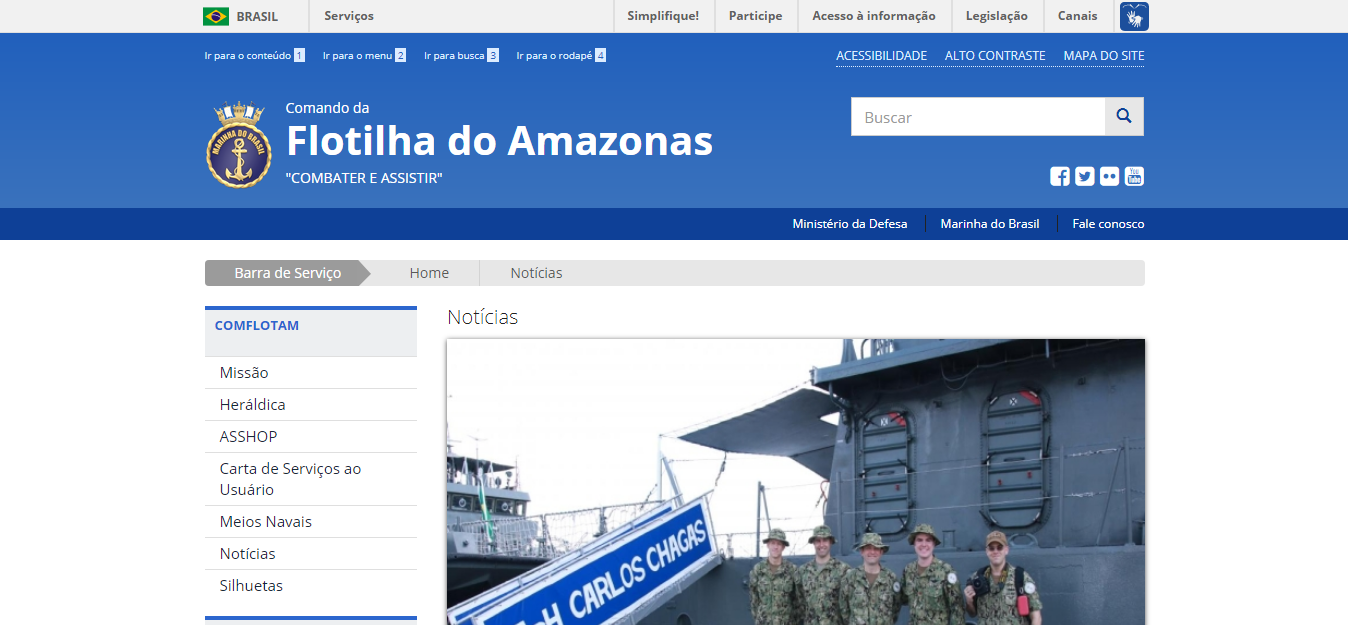 BRASIL
Serviços
Simplifique!
Participe
Acesso à informação
Legislação
Canais
Ir para o conteúdo 1
Ir para o menu 2
Ir para busca 3
Ir para o rodapé 4
ACESSIBILIDADE
ALTO CONTRASTE
MAPA DO SITE
MARINHA DO BRASIL
Comando da
Flotilha do Amazonas
"COMBATER E ASSISTIR"
Buscar
You
Tube
Ministério da Defesa
Marinha do Brasil
Fale conosco
Barra de Serviço
Home
Notícias
COMFLOTAM
Missão
Heráldica
ASSHOP
Carta de Serviços ao
Usuário
Meios Navais
Notícias
Silhuetas
Notícias
CARLOS CHAGAS